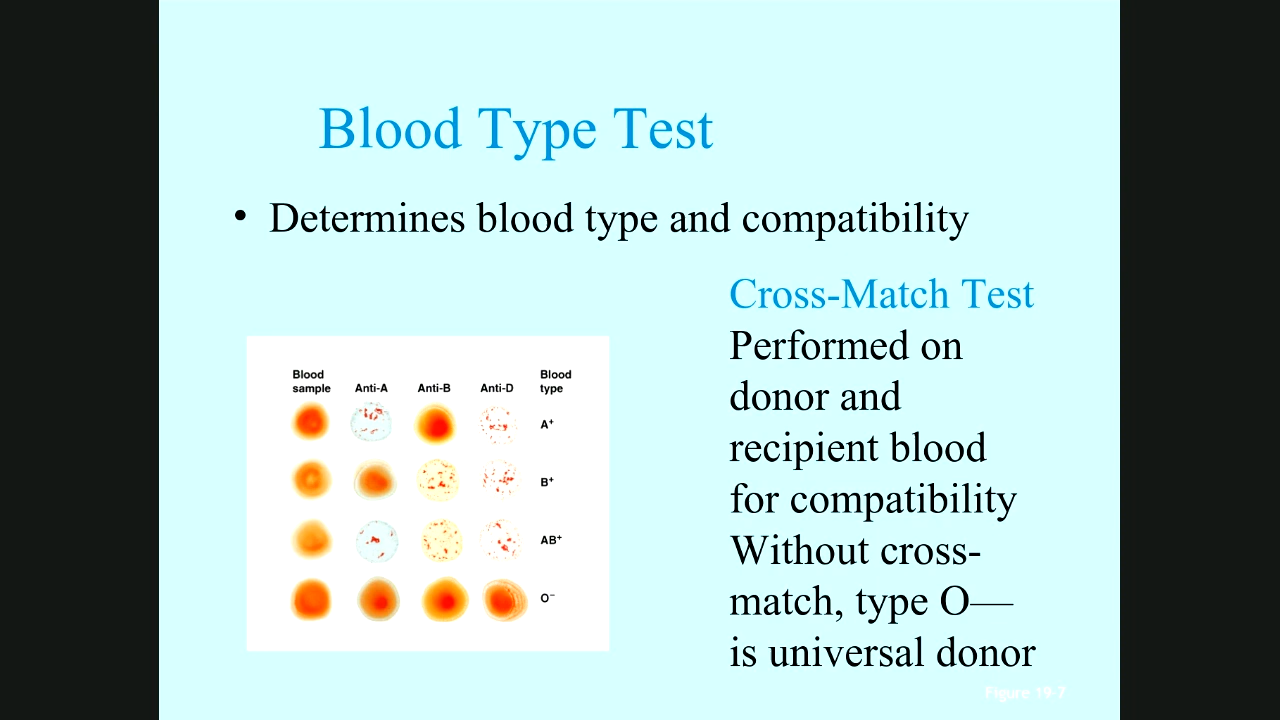 Blood Type Test
• Determines blood type and compatibility
Cross-Match Test
Performed on
donor and
recipient blood
for compatibility
Without cross-
match, type O—
is universal donor
Blood
sample
Anti-A
Anti-B
Anti-D
Blood
type
A⁺
B⁺
AB⁺
O⁻
Figure 19-7